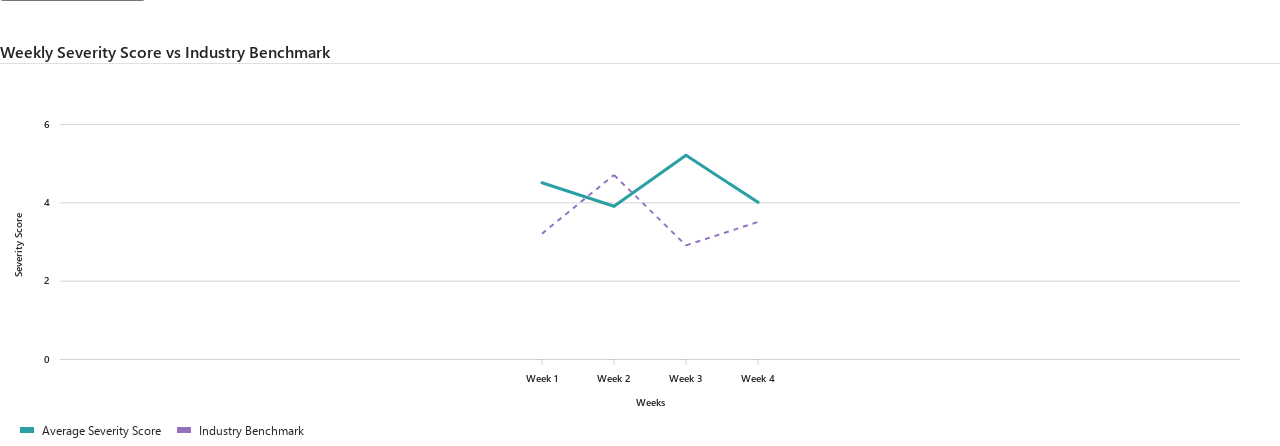 Weekly Severity Score vs Industry Benchmark
6
4
2
0
Severity Score
Week 1 Week 2 Week 3 Week 4
Weeks
Average Severity Score Industry Benchmark